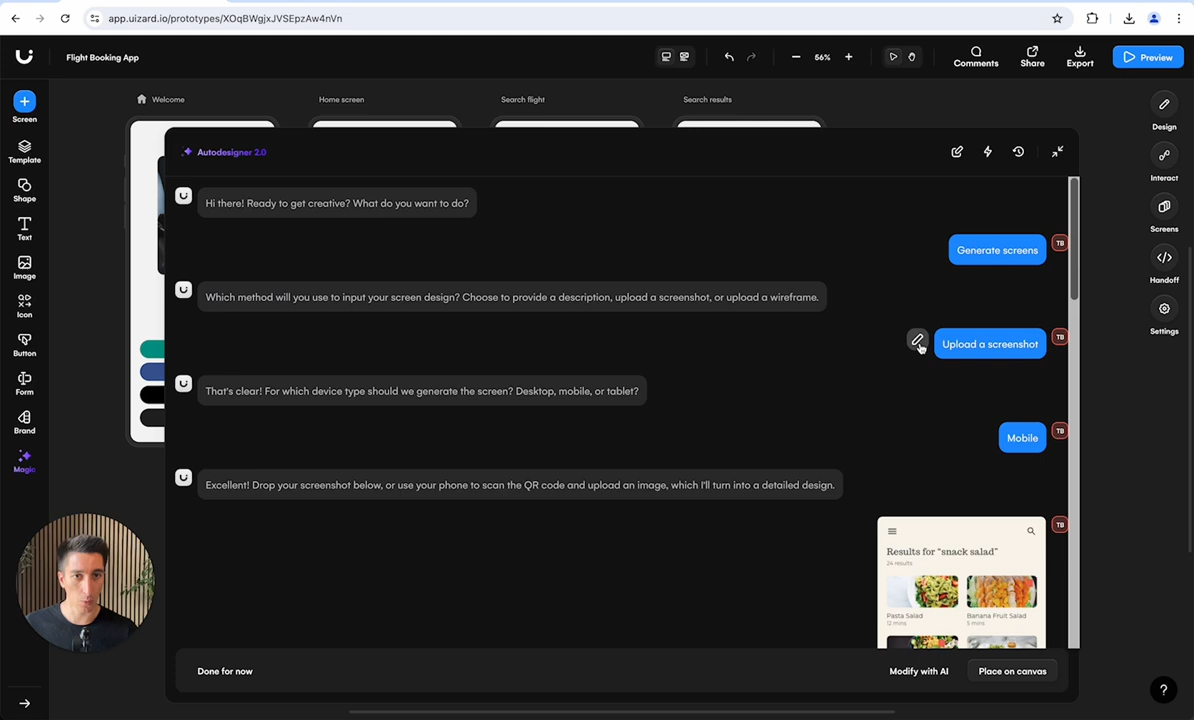 app.uizard.io/prototypes/XOqBWgjxJVSEpzAw4nVn
Flight Booking App
56%
Comments
Share
Export
Preview
Screen
Template
Shape
Text
Image
Icon
Button
Form
Brand
Magic
Welcome
Home screen
Search flight
Search results
Design
Interact
Screens
Handoff
Settings
Autodesigner 2.0
Hi there! Ready to get creative? What do you want to do?
Generate screens
TB
Which method will you use to input your screen design? Choose to provide a description, upload a screenshot, or upload a wireframe.
Upload a screenshot
TB
That's clear! For which device type should we generate the screen? Desktop, mobile, or tablet?
Mobile
TB
Excellent! Drop your screenshot below, or use your phone to scan the QR code and upload an image, which I'll turn into a detailed design.
TB
Results for "snack salad"
24 results
Pasta Salad
12 mins
Banana Fruit Salad
5 mins
Done for now
Modify with AI
Place on canvas
?